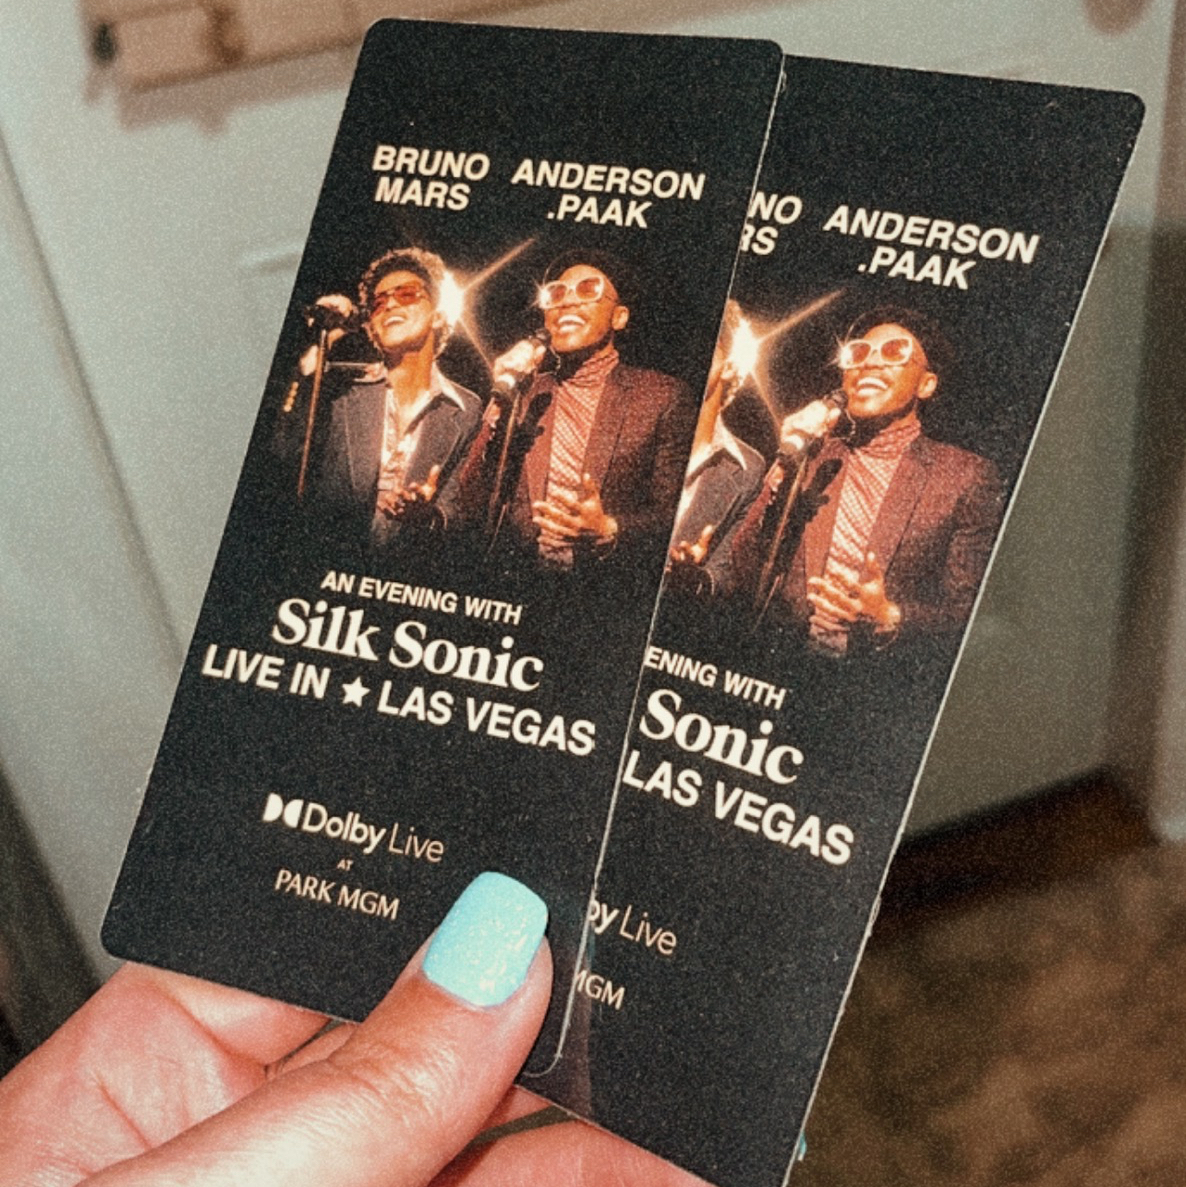 BRUNO
MARS
ANDERSON
.PAAK
AN EVENING WITH
Silk Sonic
LIVE IN ★ LAS VEGAS
Dolby Live
AT
PARK MGM
NO
RS
ANDERSON
.PAAK
ENING WITH
Sonic
LAS VEGAS
by Live
MGM